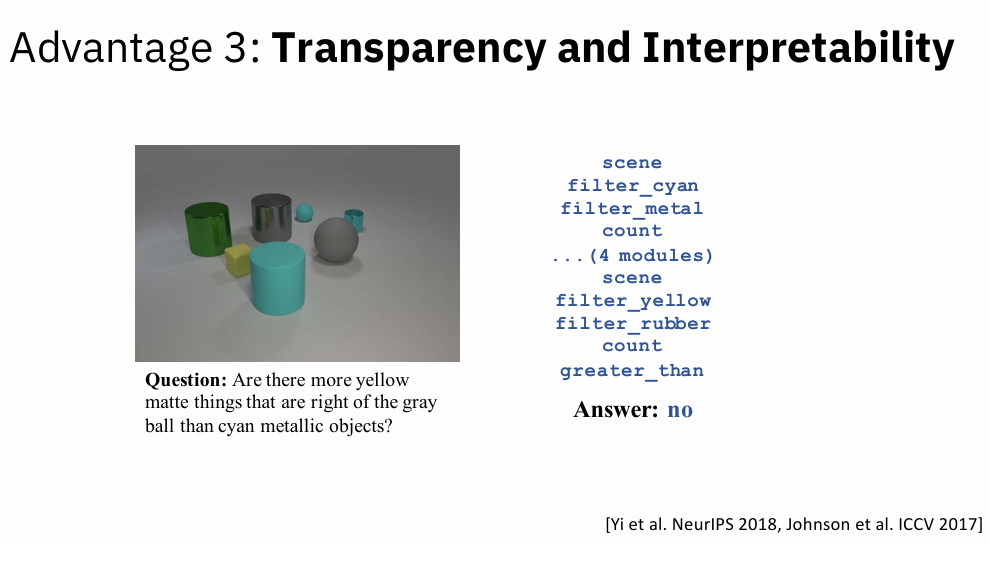 Advantage 3: Transparency and Interpretability
Question: Are there more yellow
matte things that are right of the gray
ball than cyan metallic objects?
scene
filter_cyan
filter_metal
count
...(4 modules)
scene
filter_yellow
filter_rubber
count
greater_than
Answer: no
[Yi et al. NeurIPS 2018, Johnson et al. ICCV 2017]